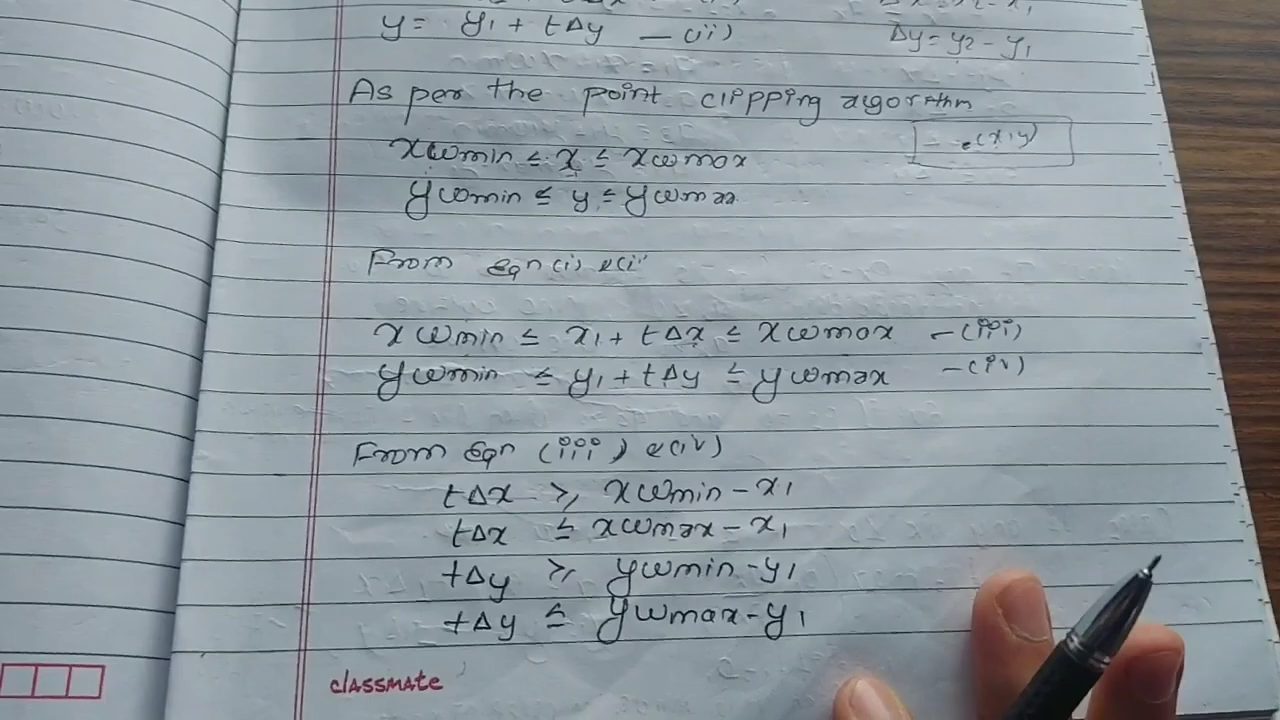 y = y1 + tΔy — (ii)
Δy = y2 - y1
As per the point clipping algorithm
.(x,y)
xwmin ≤ x ≤ xwmax
ywmin ≤ y ≤ ywmax
From Eqn (i) & (ii
xwmin ≤ x1 + tΔx ≤ xwmax - (iii)
ywmin ≤ y1 + tΔy ≤ ywmax - (iv)
From Eqn (iii) & (iv)
tΔx ≥ xwmin - x1
tΔx ≤ xwmax - x1
tΔy ≥ ywmin - y1
tΔy ≤ ywmax - y1
classmate